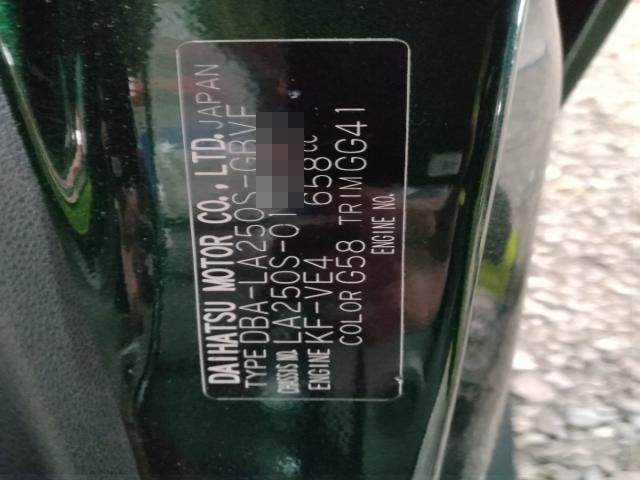 DAIHATSU MOTOR CO., LTD. JAPAN
TYPE DBA-LA250S-GBVF
CHASSIS NO. LA250S-01
ENGINE KF-VE4 658cc
COLOR G58 TRIM GG41
ENGINE NO.